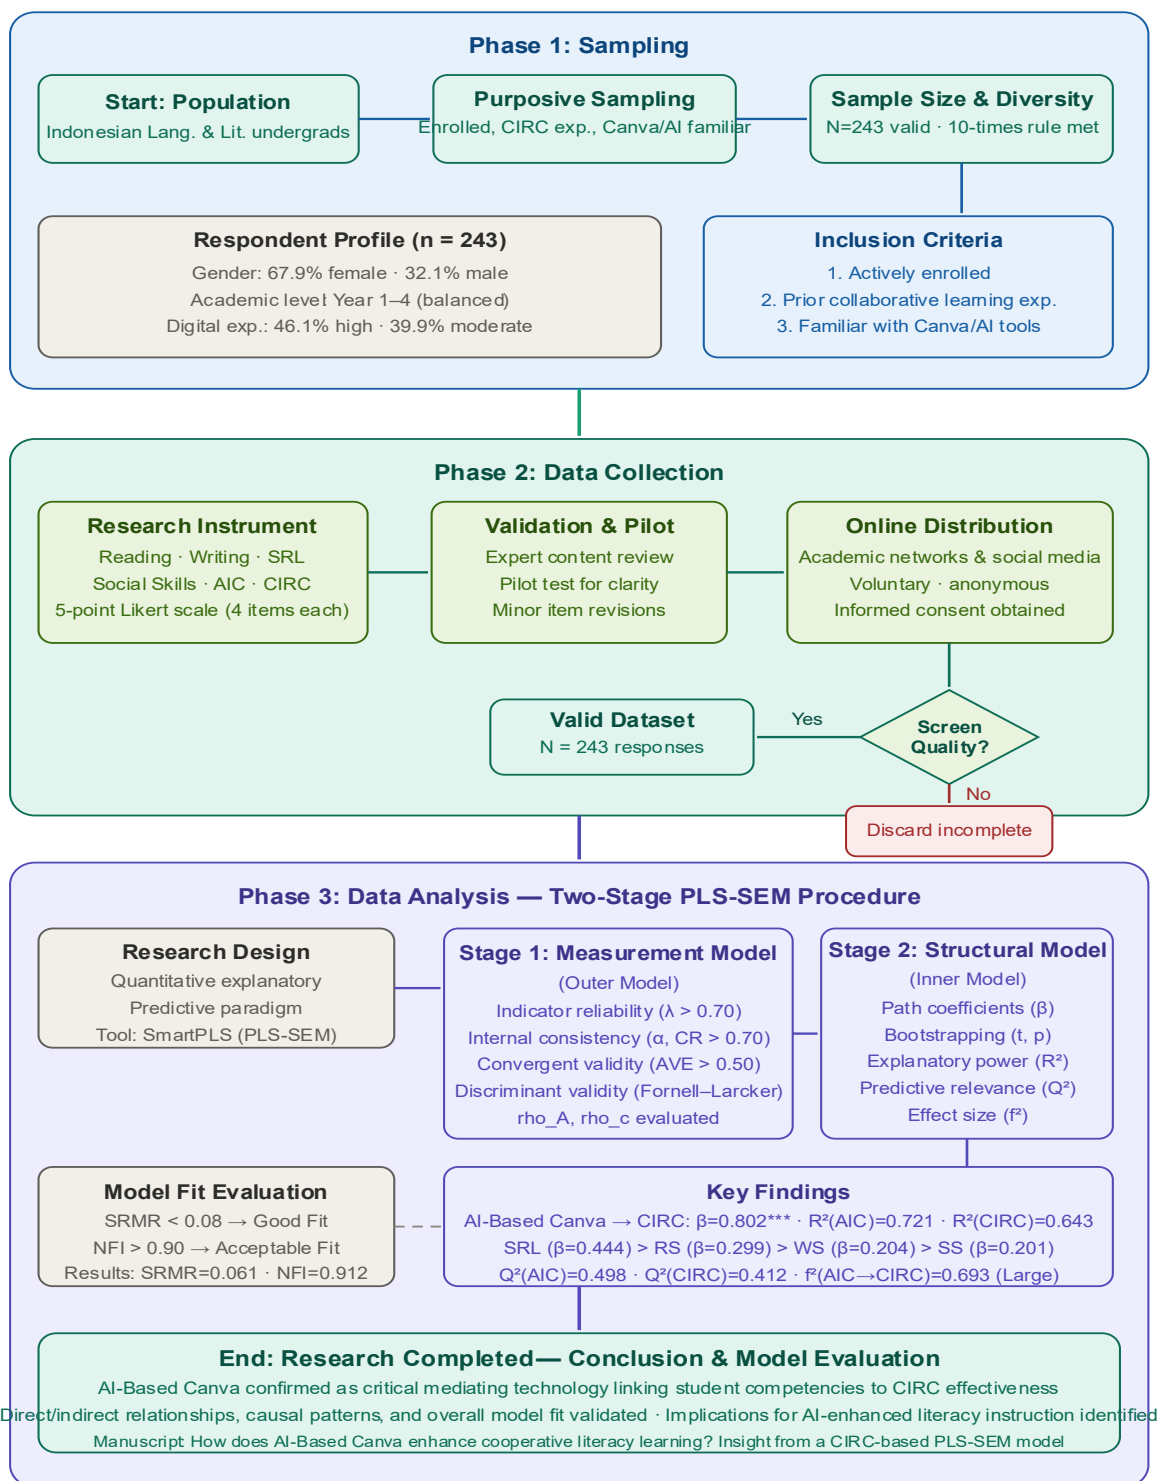 Phase 1: Sampling
Start: Population
Indonesian Lang. & Lit. undergrads
Purposive Sampling
Enrolled, CIRC exp., Canva/AI familiar
Sample Size & Diversity
N=243 valid · 10-times rule met
Respondent Profile (n = 243)
Gender: 67.9% female · 32.1% male
Academic level: Year 1–4 (balanced)
Digital exp.: 46.1% high · 39.9% moderate
Inclusion Criteria
1. Actively enrolled
2. Prior collaborative learning exp.
3. Familiar with Canva/AI tools
Phase 2: Data Collection
Research Instrument
Reading · Writing · SRL
Social Skills · AIC · CIRC
5-point Likert scale (4 items each)
Validation & Pilot
Expert content review
Pilot test for clarity
Minor item revisions
Online Distribution
Academic networks & social media
Voluntary · anonymous
Informed consent obtained
Valid Dataset
N = 243 responses
Yes
Screen
Quality?
No
Discard incomplete
Phase 3: Data Analysis — Two-Stage PLS-SEM Procedure
Research Design
Quantitative explanatory
Predictive paradigm
Tool: SmartPLS (PLS-SEM)
Stage 1: Measurement Model
(Outer Model)
Indicator reliability (λ > 0.70)
Internal consistency (α, CR > 0.70)
Convergent validity (AVE > 0.50)
Discriminant validity (Fornell–Larcker)
rho_A, rho_c evaluated
Stage 2: Structural Model
(Inner Model)
Path coefficients (β)
Bootstrapping (t, p)
Explanatory power (R²)
Predictive relevance (Q²)
Effect size (f²)
Model Fit Evaluation
SRMR < 0.08 → Good Fit
NFI > 0.90 → Acceptable Fit
Results: SRMR=0.061 · NFI=0.912
Key Findings
AI-Based Canva → CIRC: β=0.802*** · R²(AIC)=0.721 · R²(CIRC)=0.643
SRL (β=0.444) > RS (β=0.299) > WS (β=0.204) > SS (β=0.201)
Q²(AIC)=0.498 · Q²(CIRC)=0.412 · f²(AIC→CIRC)=0.693 (Large)
End: Research Completed — Conclusion & Model Evaluation
AI-Based Canva confirmed as critical mediating technology linking student competencies to CIRC effectiveness
Direct/indirect relationships, causal patterns, and overall model fit validated · Implications for AI-enhanced literacy instruction identified
Manuscript: How does AI-Based Canva enhance cooperative literacy learning? Insight from a CIRC-based PLS-SEM model